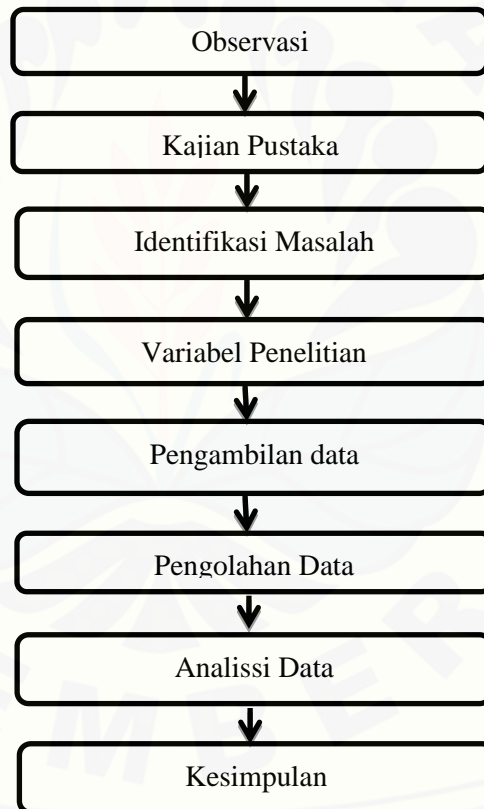 Observasi
Kajian Pustaka
Identifikasi Masalah
Variabel Penelitian
Pengambilan data
Pengolahan Data
Analissi Data
Kesimpulan